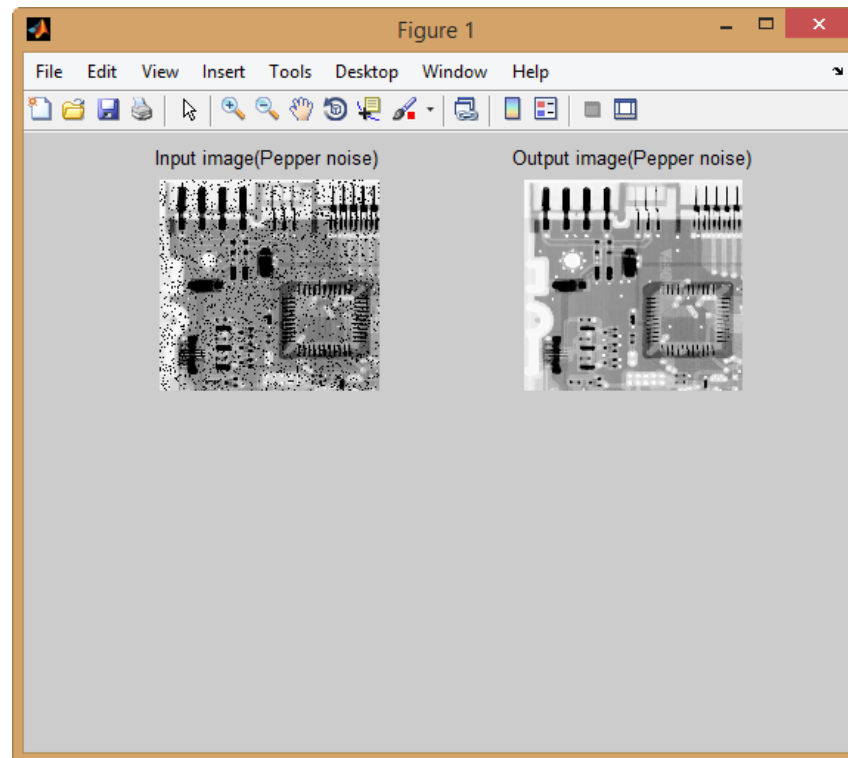 Figure 1
File Edit View Insert Tools Desktop Window Help
Input image(Pepper noise) Output image(Pepper noise)